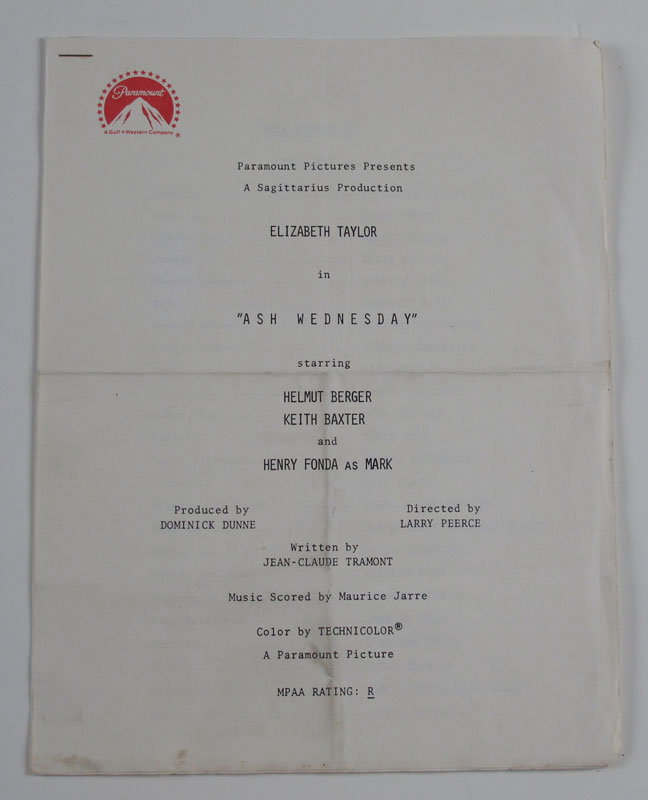 Paramount
A Gulf + Western Company ®
Paramount Pictures Presents
A Sagittarius Production
ELIZABETH TAYLOR
in
"ASH WEDNESDAY"
starring
HELMUT BERGER
KEITH BAXTER
and
HENRY FONDA AS MARK
Produced by
DOMINICK DUNNE
Directed by
LARRY PEERCE
Written by
JEAN-CLAUDE TRAMONT
Music Scored by Maurice Jarre
Color by TECHNICOLOR®
A Paramount Picture
MPAA RATING: R